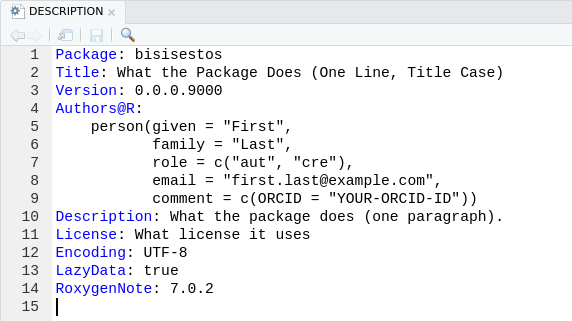 DESCRIPTION
1 Package: bisisestos
2 Title: What the Package Does (One Line, Title Case)
3 Version: 0.0.0.9000
4 Authors@R:
5     person(given = "First",
6            family = "Last",
7            role = c("aut", "cre"),
8            email = "first.last@example.com",
9            comment = c(ORCID = "YOUR-ORCID-ID"))
10 Description: What the package does (one paragraph).
11 License: What license it uses
12 Encoding: UTF-8
13 LazyData: true
14 RoxygenNote: 7.0.2
15